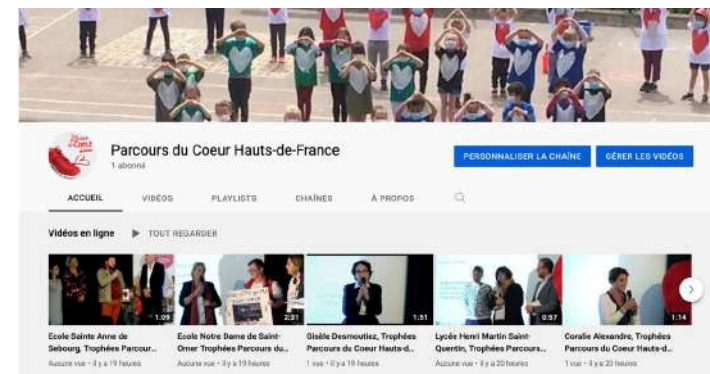 Parcours du Coeur Hauts-de-France
1 abonné
PERSONNALISER LA CHAÎNE
GÉRER LES VIDÉOS
ACCUEIL VIDÉOS PLAYLISTS CHAÎNES À PROPOS
Vidéos en ligne TOUT REGARDER
1:09 2:31 1:51 0:57 1:14
Ecole Sainte Anne de Sebourg, Trophées Parcour...
Aucune vue • il y a 19 heures
Ecole Notre Dame de Saint-Omer Trophées Parcours du...
Aucune vue • il y a 19 heures
Gisèle Desmoutiez, Trophées Parcours du Coeur Hauts-d...
1 vue • il y a 19 heures
Lycée Henri Martin Saint-Quentin, Trophées Parcours...
Aucune vue • il y a 20 heures
Coralie Alexandre, Trophées Parcours du Coeur Hauts-d...
1 vue • il y a 20 heures